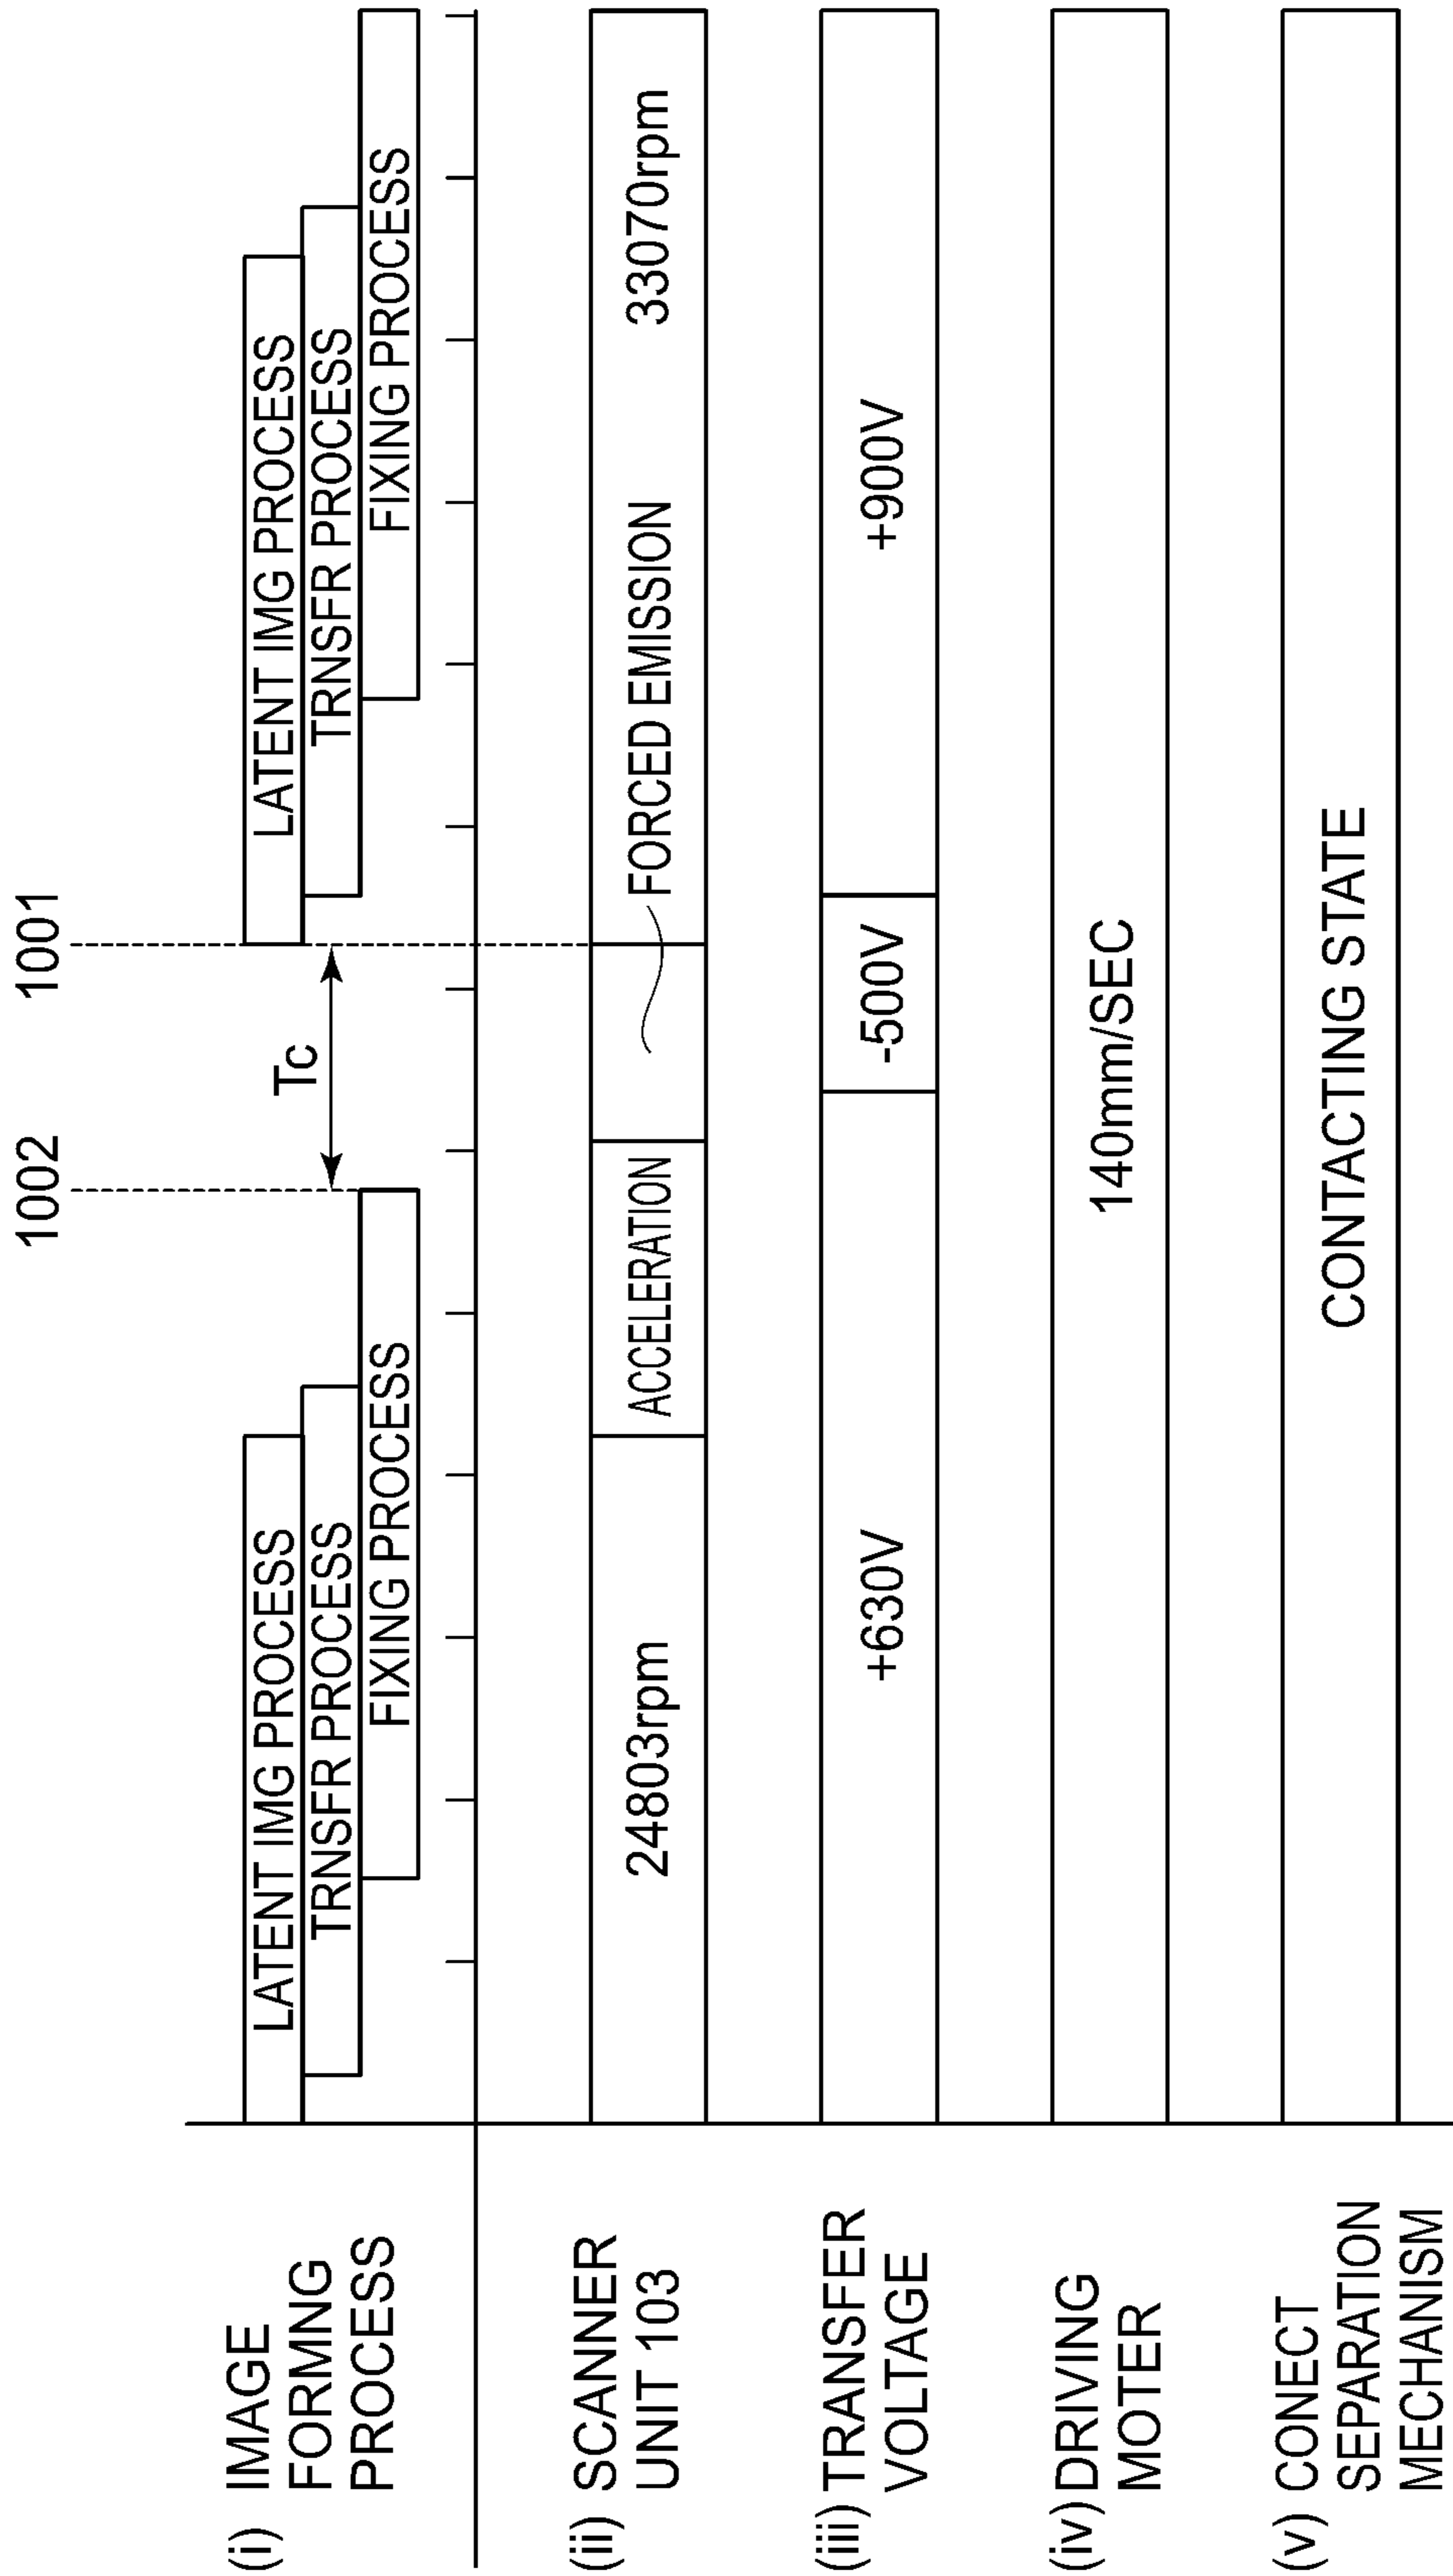 1002
1001
Tc
(i) IMAGE
FORMNG
PROCESS
LATENT IMG PROCESS
TRNSFR PROCESS
FIXING PROCESS
LATENT IMG PROCESS
TRNSFR PROCESS
FIXING PROCESS
(ii) SCANNER
UNIT 103
24803rpm
ACCELERATION
FORCED EMISSION
33070rpm
(iii) TRANSFER
VOLTAGE
+630V
-500V
+900V
(iv) DRIVING
MOTER
140mm/SEC
(v) CONECT
SEPARATION
MECHANISM
CONTACTING STATE